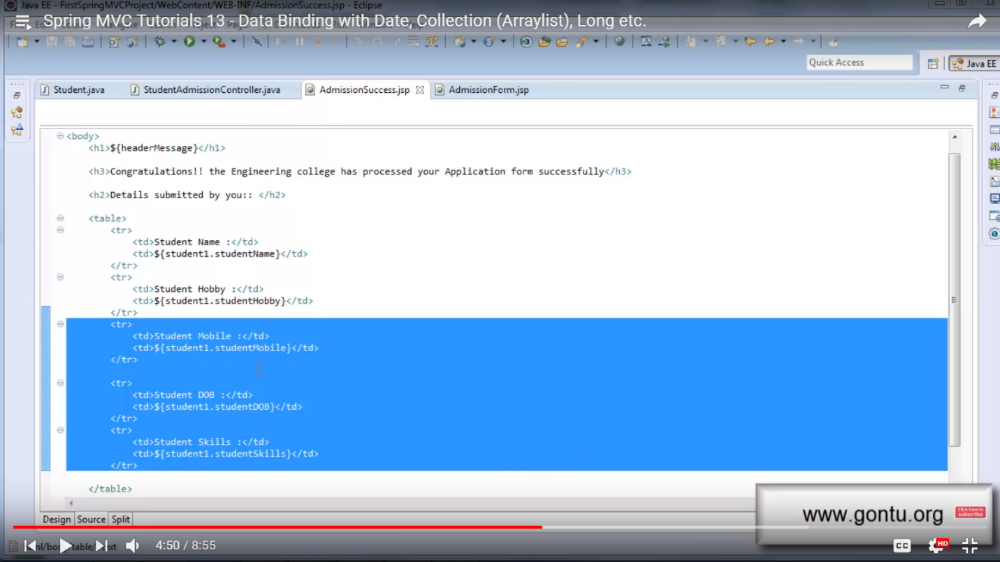 Java EE - FirstSpringMVCProject/WebContent/WEB-INF/AdmissionSuccess.jsp - Eclipse
Spring MVC Tutorials 13 - Data Binding with Date, Collection (Arraylist), Long etc.
Quick Access
Java EE
Student.java
StudentAdmissionController.java
AdmissionSuccess.jsp
AdmissionForm.jsp
<body>
<h1>${headerMessage}</h1>
<h3>Congratulations!! the Engineering college has processed your Application form successfully</h3>
<h2>Details submitted by you:: </h2>
<table>
<tr>
<td>Student Name :</td>
<td>${student1.studentName}</td>
</tr>
<tr>
<td>Student Hobby :</td>
<td>${student1.studentHobby}</td>
</tr>
<tr>
<td>Student Mobile :</td>
<td>${student1.studentMobile}</td>
</tr>
<tr>
<td>Student DOB :</td>
<td>${student1.studentDOB}</td>
</tr>
<tr>
<td>Student Skills :</td>
<td>${student1.studentSkills}</td>
</tr>
</table>
www.gontu.org
Click here to
subscribe
Design
Source
Split
4:50 / 8:55
CC
HD